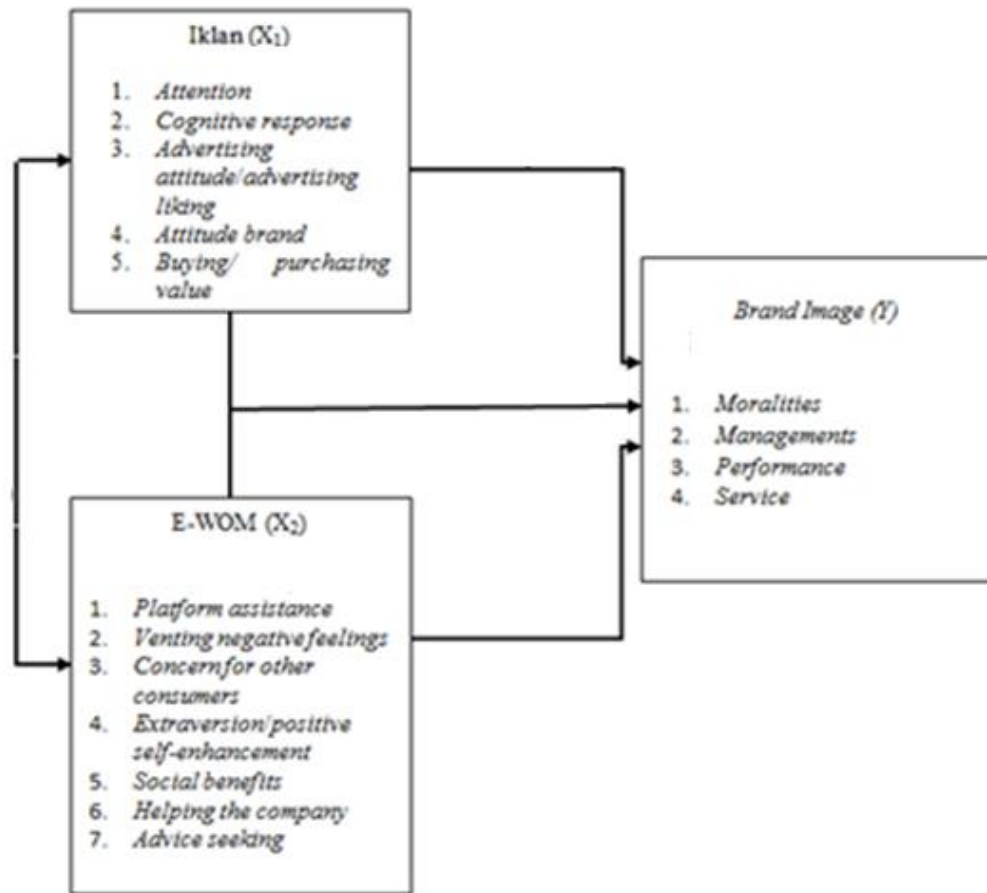 Iklan (X₁)
1. Attention
2. Cognitive response
3. Advertising
attitude/advertising
liking
4. Attitude brand
5. Buying/ purchasing
value
Brand Image (Y)
1. Moralities
2. Managements
3. Performance
4. Service
E-WOM (X₂)
1. Platform assistance
2. Venting negative feelings
3. Concern for other
consumers
4. Extraversion/positive
self-enhancement
5. Social benefits
6. Helping the company
7. Advice seeking